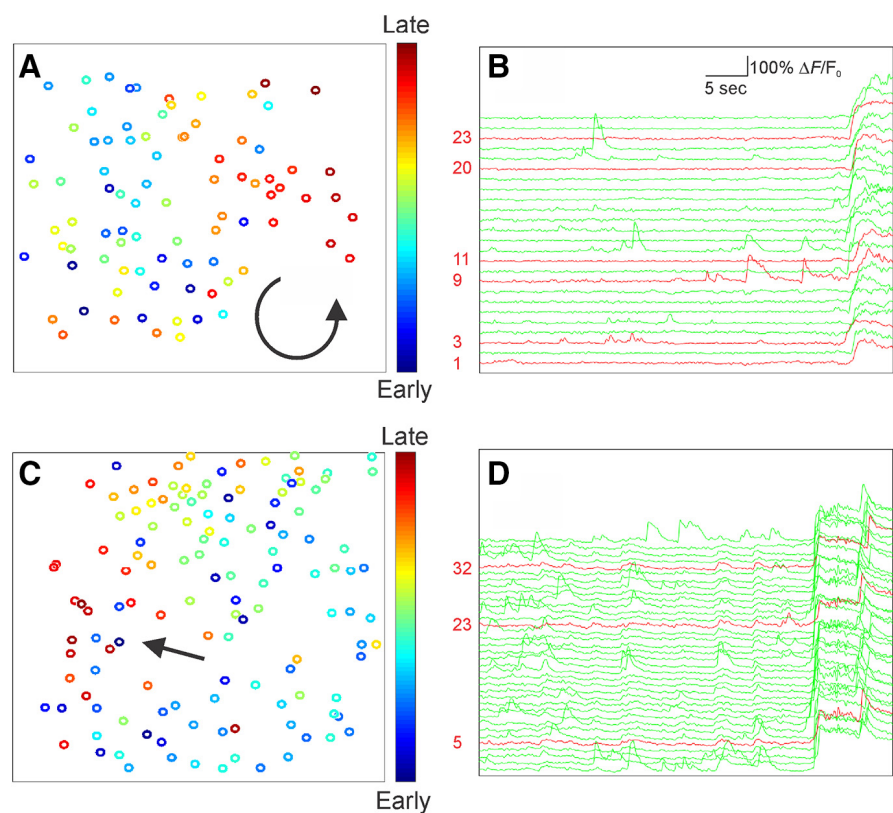 Late
A
Early
B
100% ΔF/F₀
5 sec
23
20
11
9
3
1
Late
C
Early
D
32
23
5